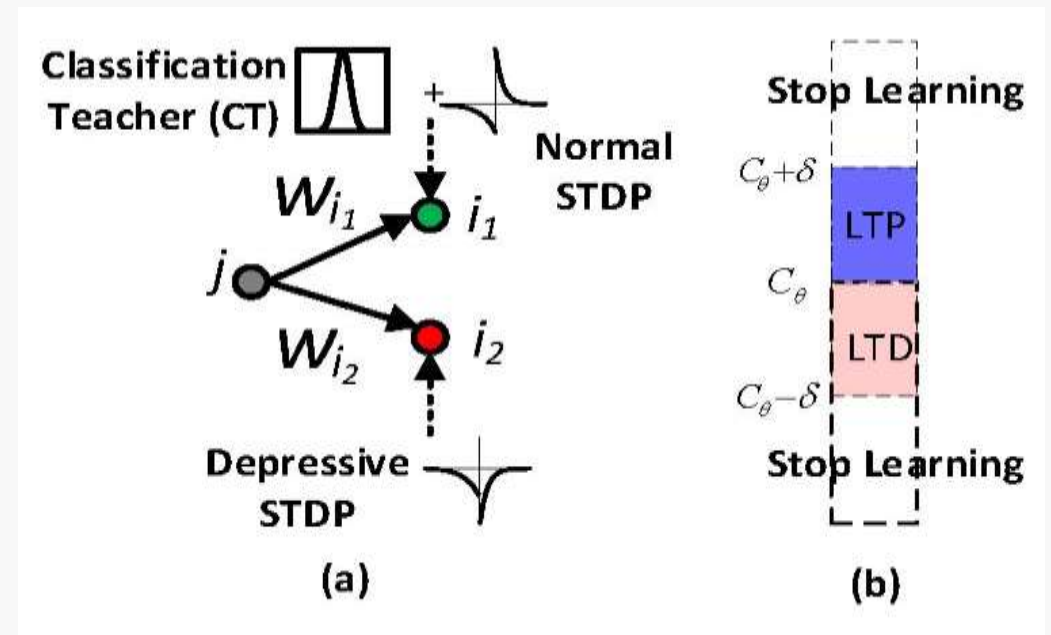 Classification
Teacher (CT)
+
Normal
STDP
W_{i_1}
i_1
j
W_{i_2}
i_2
Depressive
STDP
(a)
Stop Learning
C_θ+δ
LTP
C_θ
LTD
C_θ−δ
Stop Learning
(b)